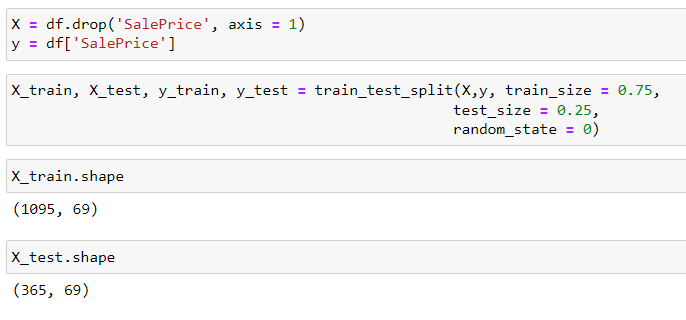 X = df.drop('SalePrice', axis = 1)
y = df['SalePrice']
X_train, X_test, y_train, y_test = train_test_split(X,y, train_size = 0.75,
test_size = 0.25,
random_state = 0)
X_train.shape
(1095, 69)
X_test.shape
(365, 69)